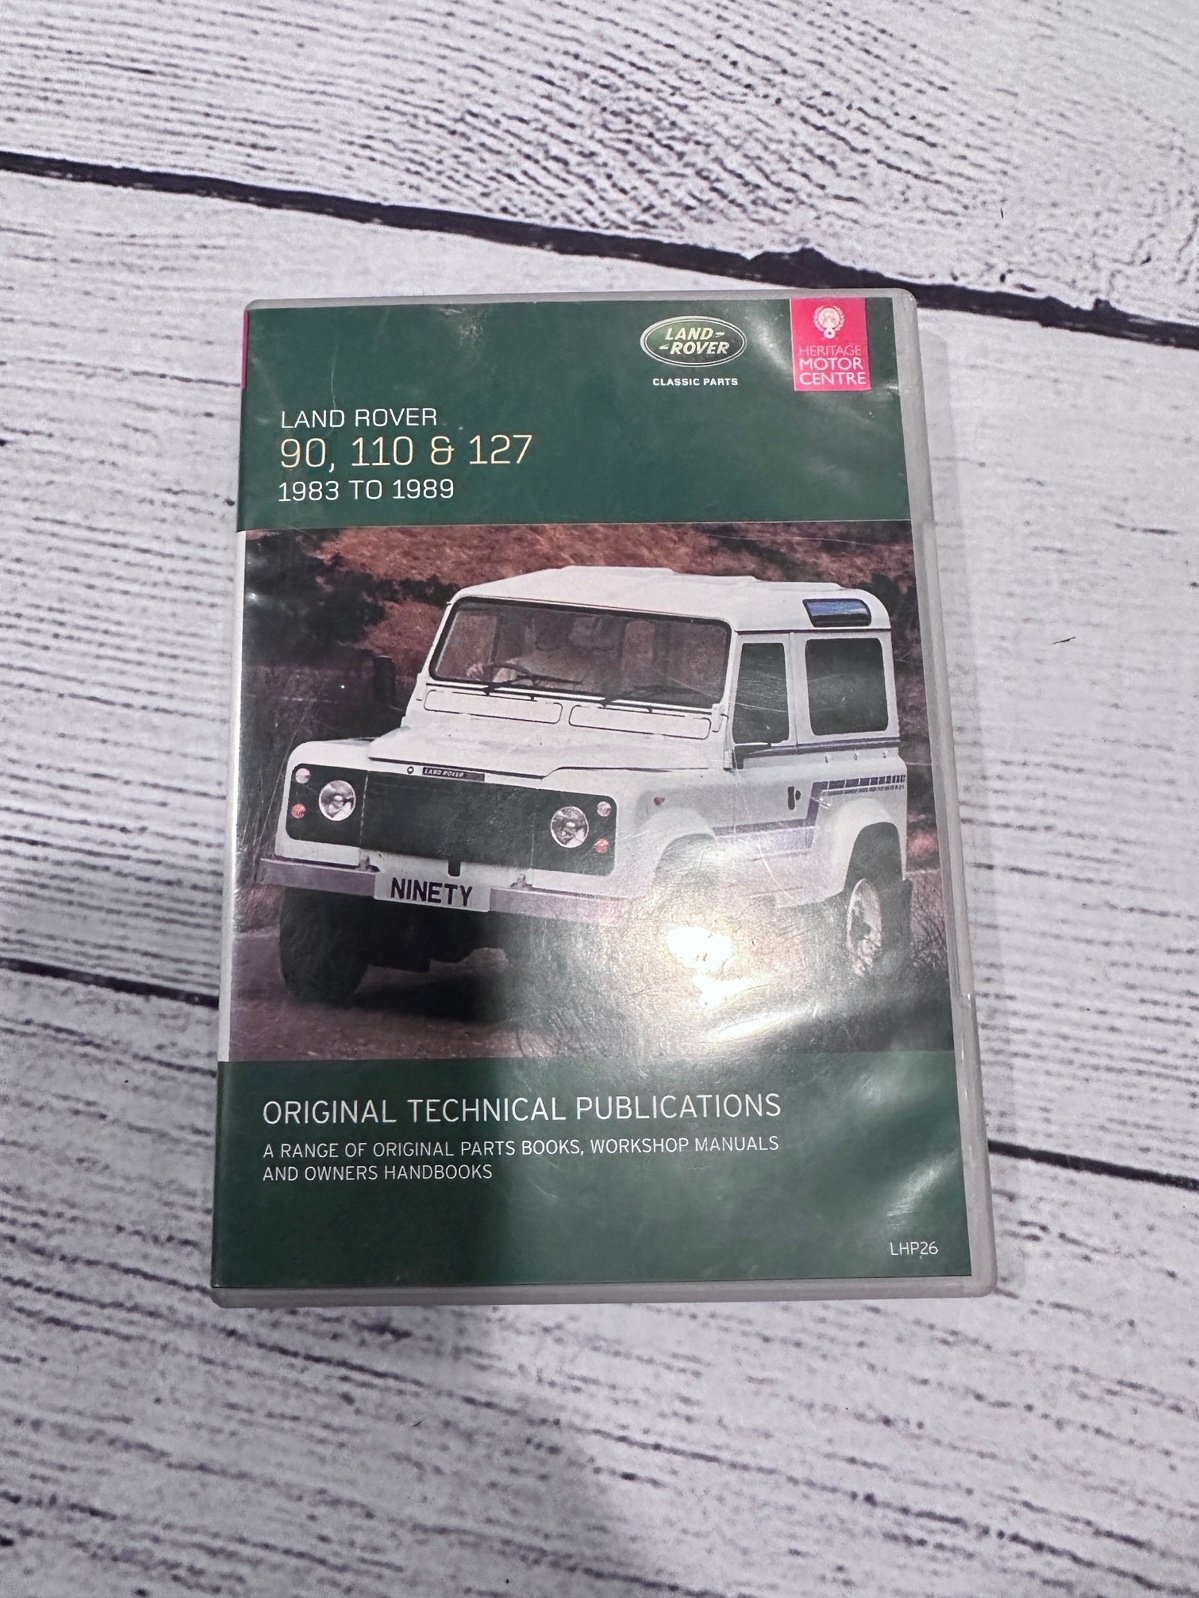 LAND-
-ROVER
CLASSIC PARTS
HERITAGE
MOTOR
CENTRE
LAND ROVER
90, 110 & 127
1983 TO 1989
LAND ROVER
NINETY
ORIGINAL TECHNICAL PUBLICATIONS
A RANGE OF ORIGINAL PARTS BOOKS, WORKSHOP MANUALS
AND OWNERS HANDBOOKS
LHP26